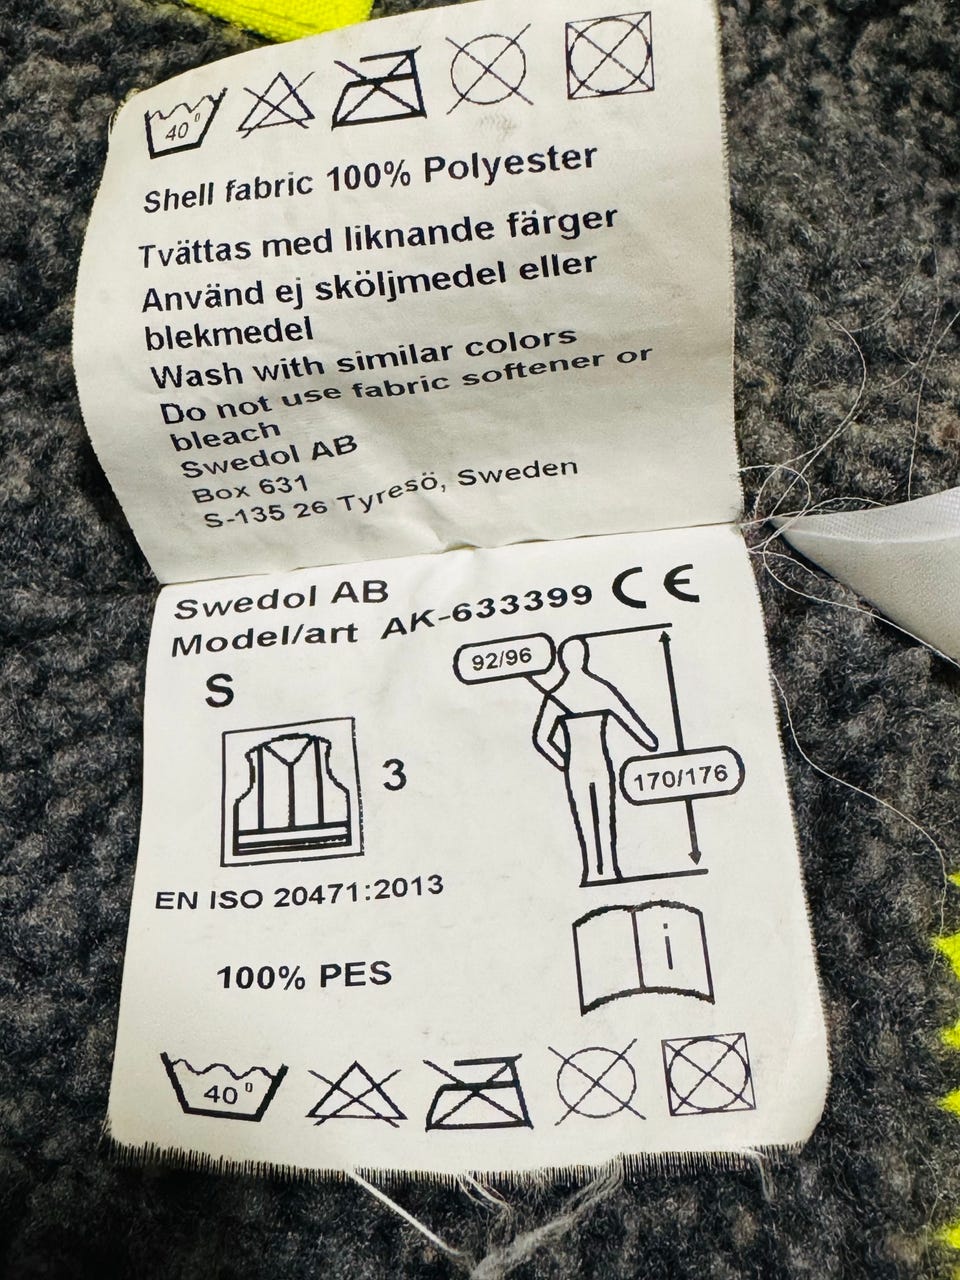 40°
Shell fabric 100% Polyester
Tvättas med liknande färger
Använd ej sköljmedel eller
blekmedel
Wash with similar colors
Do not use fabric softener or
bleach
Swedol AB
Box 631
S-135 26 Tyresö, Sweden
Swedol AB CE
Model/art AK-633399
S
92/96
3
170/176
EN ISO 20471:2013
i
100% PES
40°